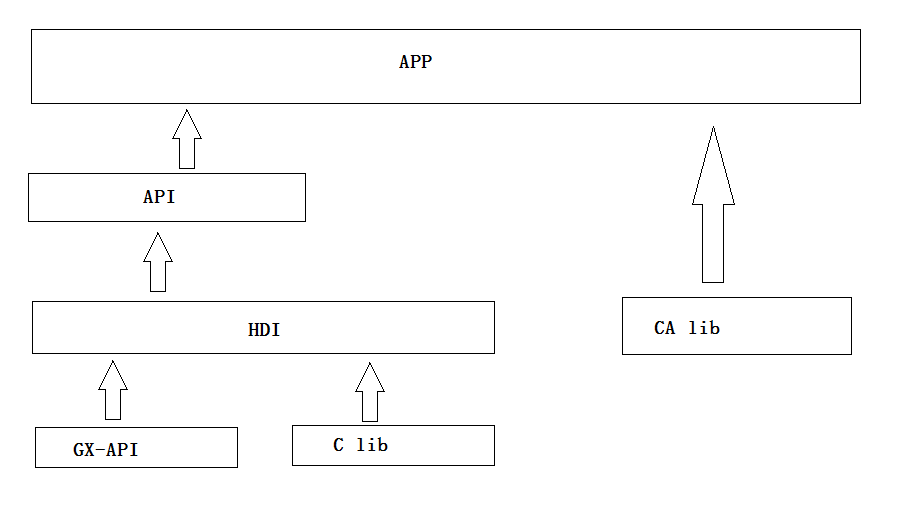 APP
API
HDI
CA lib
GX-API
C lib